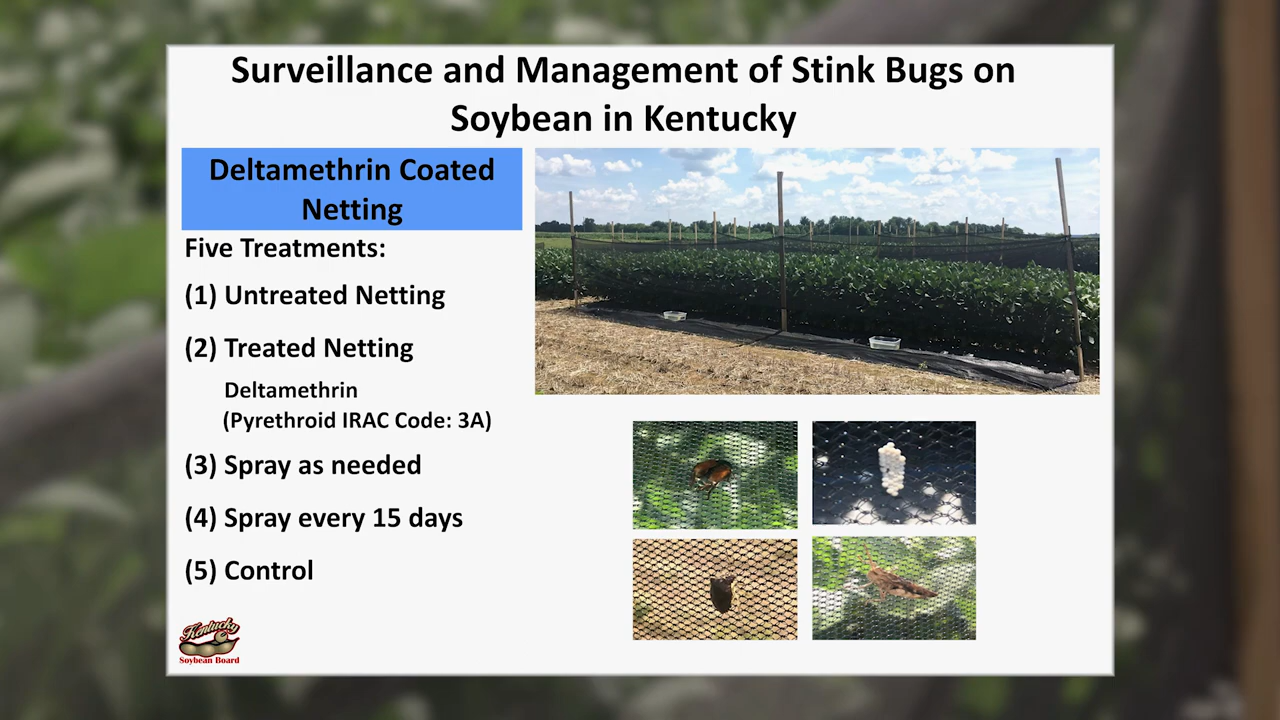 Surveillance and Management of Stink Bugs on
Soybean in Kentucky
Deltamethrin Coated
Netting
Five Treatments:
(1) Untreated Netting
(2) Treated Netting
Deltamethrin
(Pyrethroid IRAC Code: 3A)
(3) Spray as needed
(4) Spray every 15 days
(5) Control
Kentucky
Soybean Board